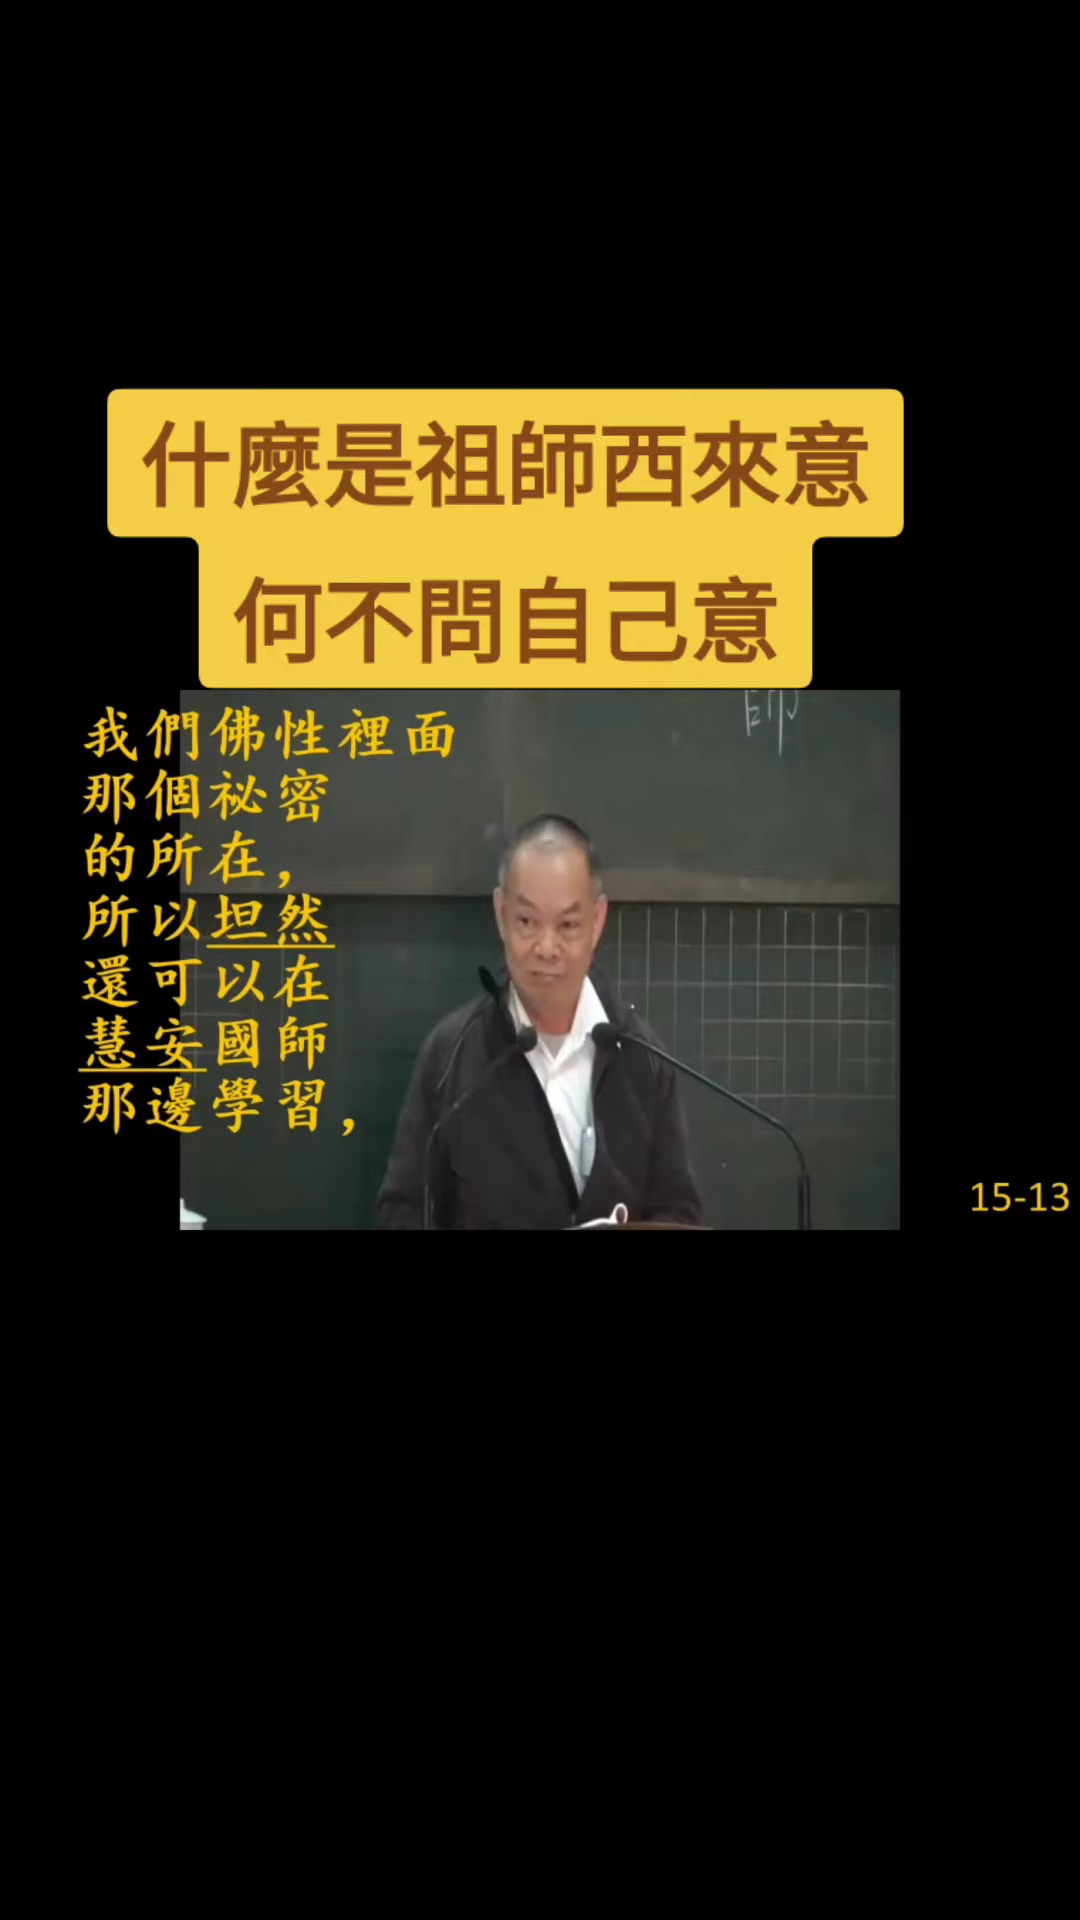 什麼是祖師西來意
何不問自己意
我們佛性裡面
那個祕密
的所在，
所以坦然
還可以在
慧安國師
那邊學習，
15-13